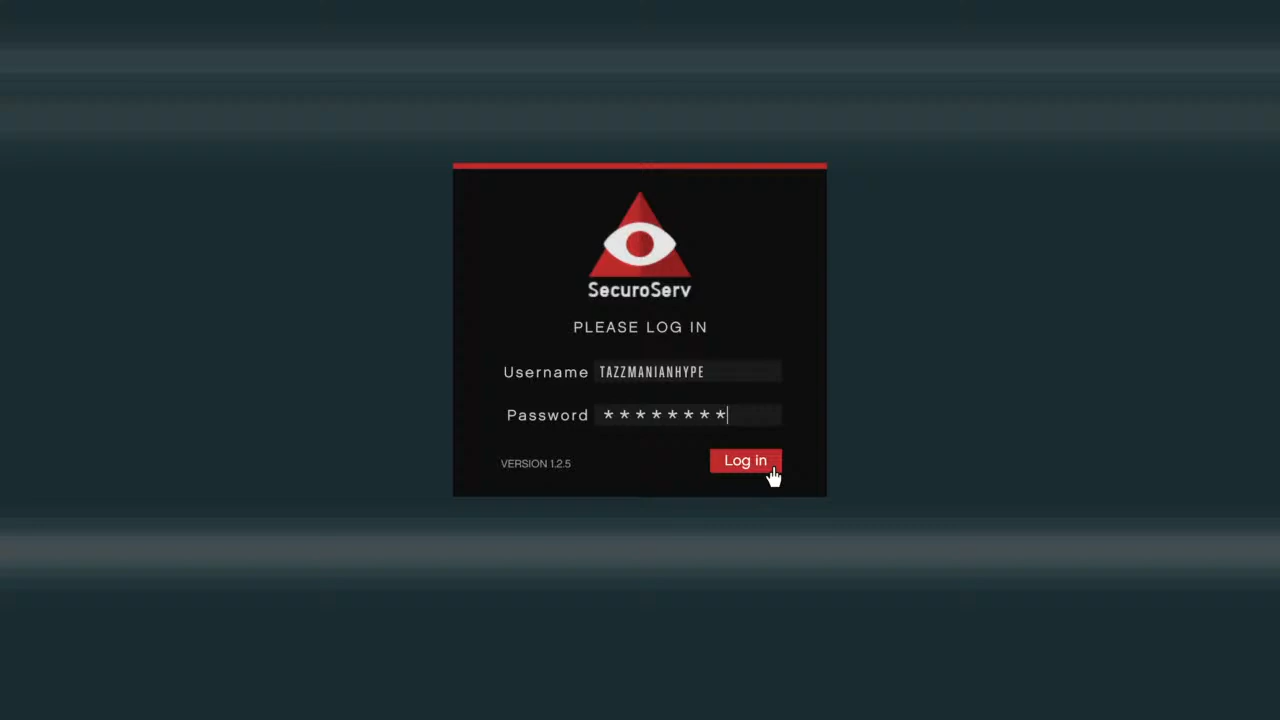 SecuroServ
PLEASE LOG IN
Username TAZZMANIANHYPE
Password ********
VERSION 1.2.5 Log in